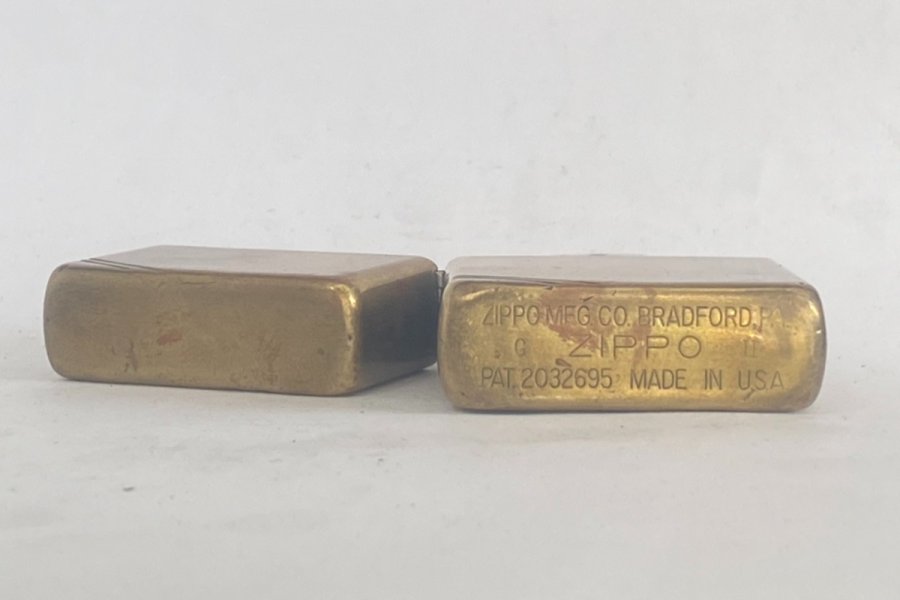 ZIPPO MFG CO. BRADFORD, PA.
G ZIPPO II
PAT. 2032695 MADE IN U.S.A